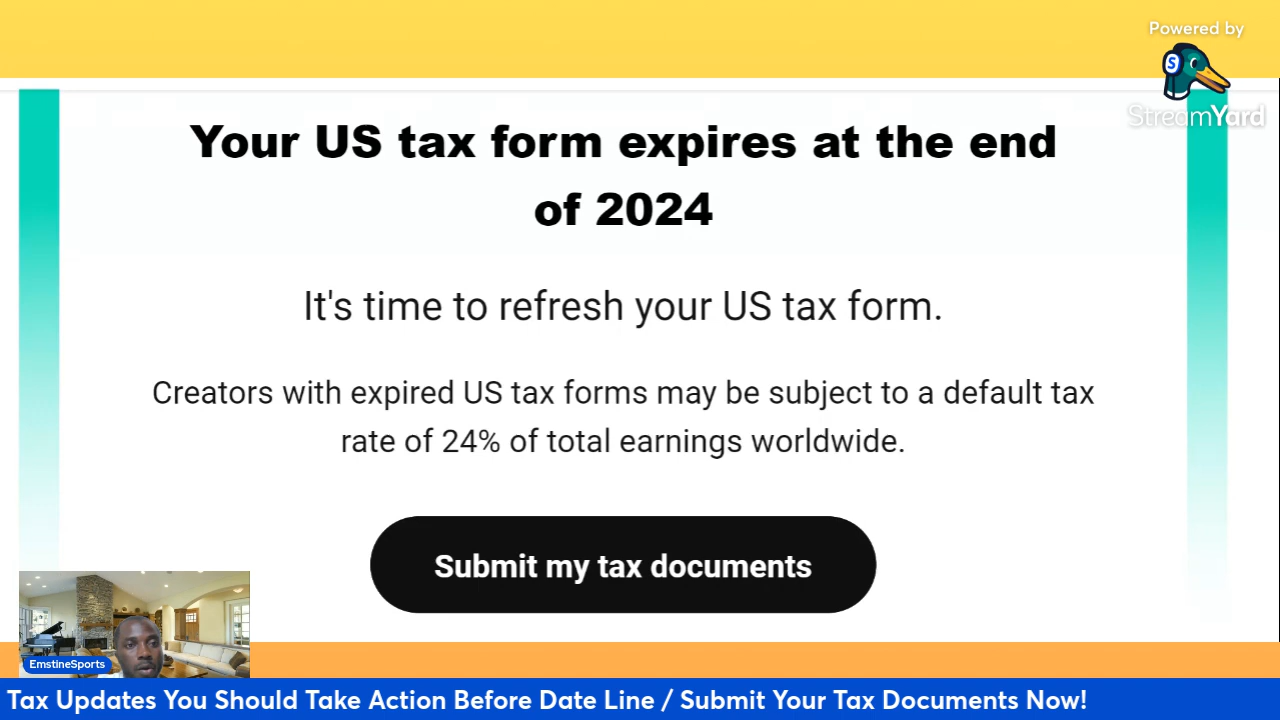 Powered by
S
StreamYard
Your US tax form expires at the end
of 2024
It's time to refresh your US tax form.
Creators with expired US tax forms may be subject to a default tax
rate of 24% of total earnings worldwide.
Submit my tax documents
EmstineSports
Tax Updates You Should Take Action Before Date Line / Submit Your Tax Documents Now!